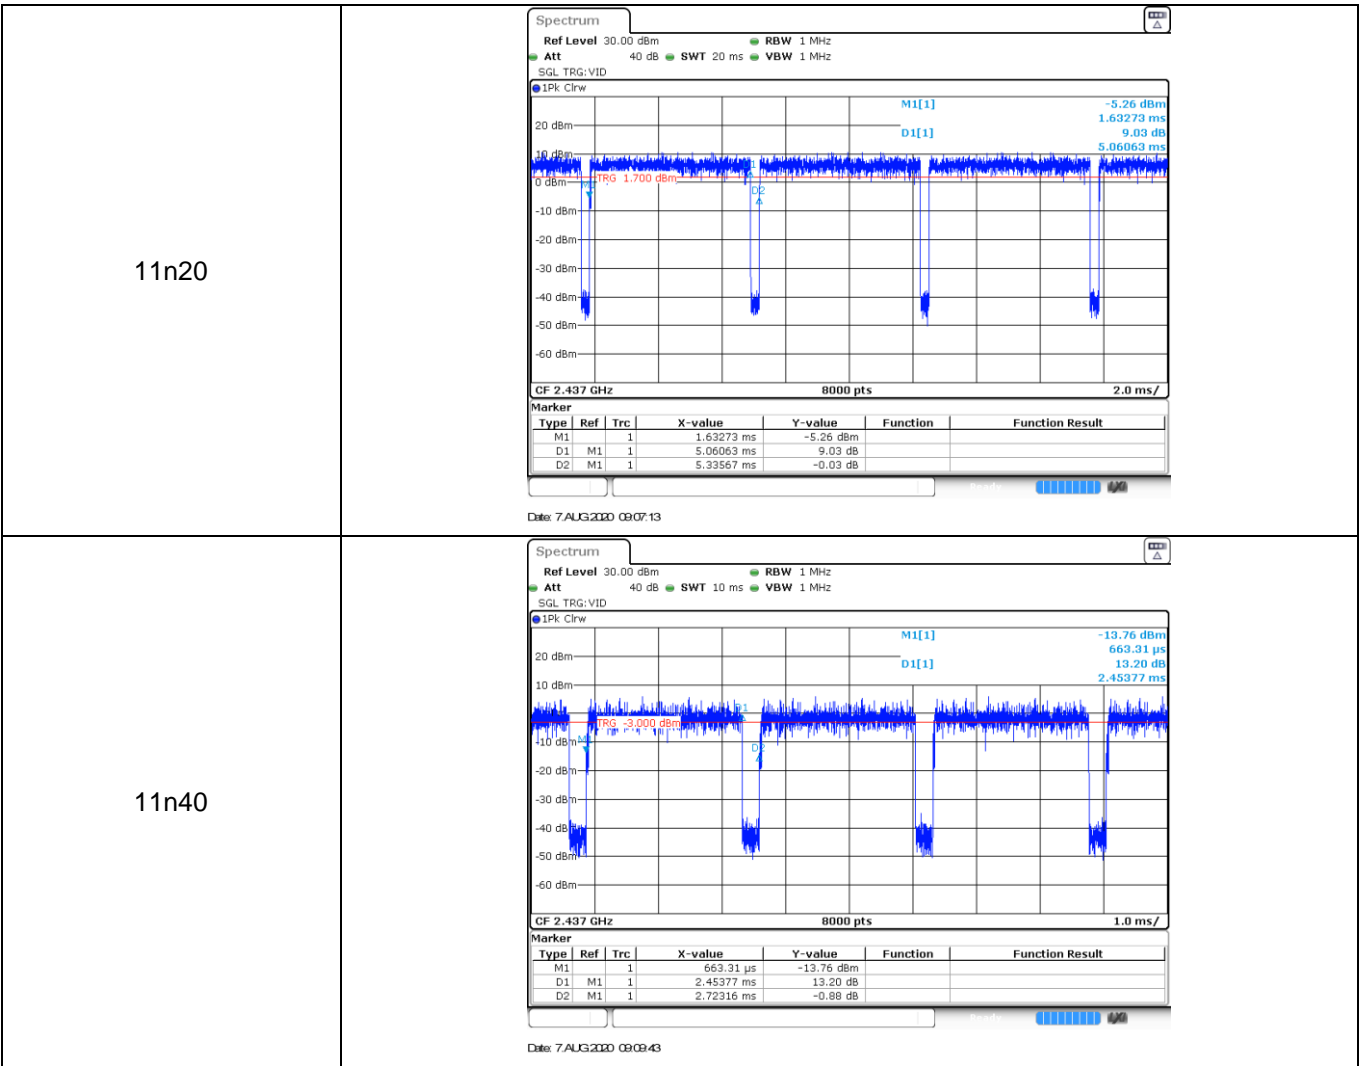 11n20
Spectrum
Ref Level 30.00 dBm RBW 1 MHz
Att 40 dB SWT 20 ms VBW 1 MHz
SGL TRG:VID
1Pk Clrw
M1[1] -5.26 dBm
1.63273 ms
D1[1] 9.03 dB
5.06063 ms
20 dBm
10 dBm
0 dBm
TRG 1.700 dBm
M1
D2
-10 dBm
-20 dBm
-30 dBm
-40 dBm
-50 dBm
-60 dBm
CF 2.437 GHz 8000 pts 2.0 ms/
Marker
Type Ref Trc X-value Y-value Function Function Result
M1 1 1.63273 ms -5.26 dBm
D1 M1 1 5.06063 ms 9.03 dB
D2 M1 1 5.33567 ms -0.03 dB
Ready
Date: 7.AUG.2020 09:07:13
11n40
Spectrum
Ref Level 30.00 dBm RBW 1 MHz
Att 40 dB SWT 10 ms VBW 1 MHz
SGL TRG:VID
1Pk Clrw
M1[1] -13.76 dBm
663.31 µs
D1[1] 13.20 dB
2.45377 ms
20 dBm
10 dBm
D1
TRG -3.000 dBm
M1
D2
-10 dBm
-20 dBm
-30 dBm
-40 dBm
-50 dBm
-60 dBm
CF 2.437 GHz 8000 pts 1.0 ms/
Marker
Type Ref Trc X-value Y-value Function Function Result
M1 1 663.31 µs -13.76 dBm
D1 M1 1 2.45377 ms 13.20 dB
D2 M1 1 2.72316 ms -0.88 dB
Ready
Date: 7.AUG.2020 09:09:43